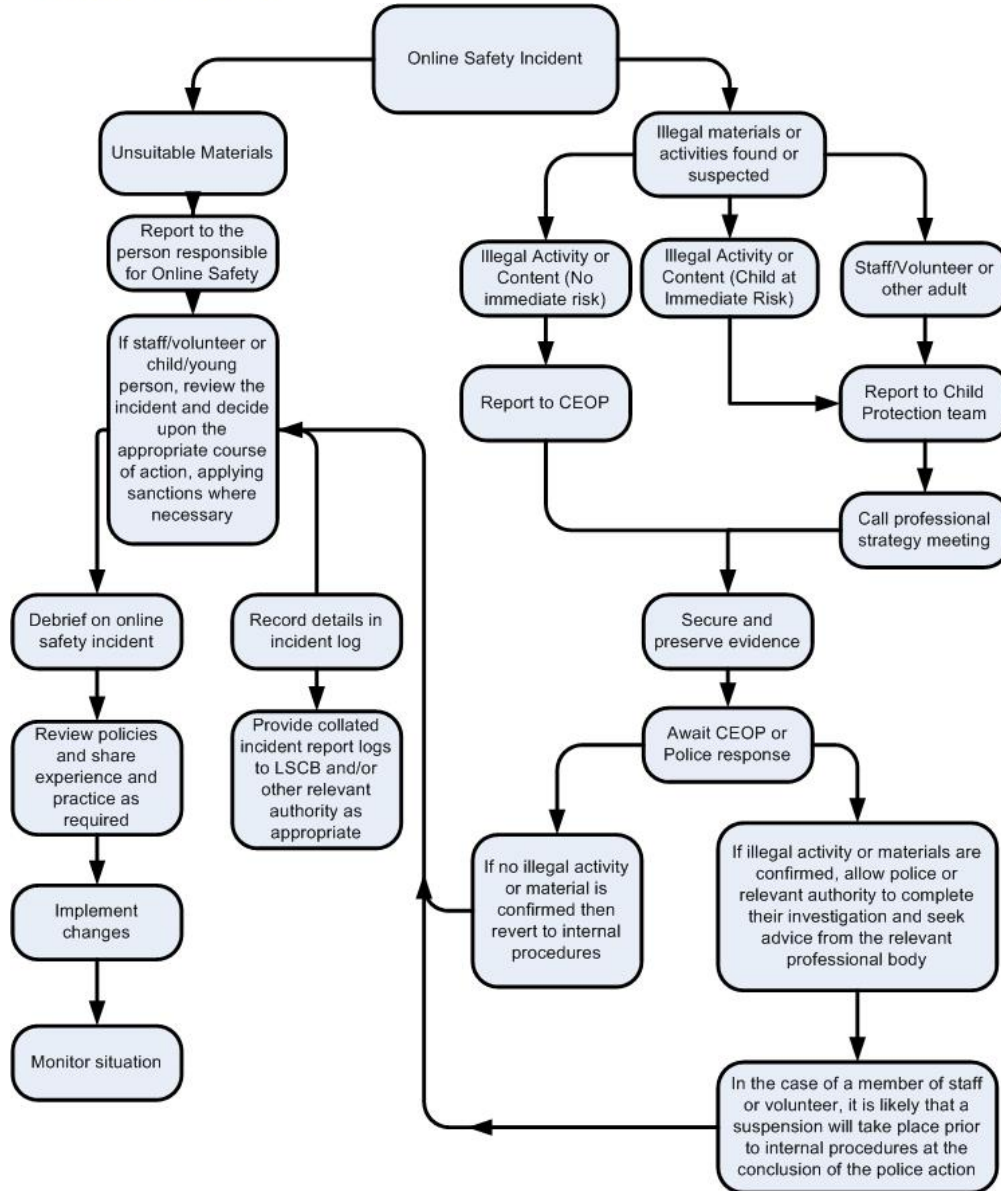 Online Safety Incident
Unsuitable Materials
Illegal materials or
activities found or
suspected
Report to the
person responsible
for Online Safety
Illegal Activity or
Content (No
immediate risk)
Illegal Activity or
Content (Child at
Immediate Risk)
Staff/Volunteer or
other adult
If staff/volunteer or
child/young
person, review the
incident and decide
upon the
appropriate course
of action, applying
sanctions where
necessary
Report to CEOP
Report to Child
Protection team
Call professional
strategy meeting
Debrief on online
safety incident
Record details in
incident log
Secure and
preserve evidence
Review policies
and share
experience and
practice as
required
Provide collated
incident report logs
to LSCB and/or
other relevant
authority as
appropriate
Await CEOP or
Police response
If no illegal activity
or material is
confirmed then
revert to internal
procedures
If illegal activity or materials are
confirmed, allow police or
relevant authority to complete
their investigation and seek
advice from the relevant
professional body
Implement
changes
Monitor situation
In the case of a member of staff
or volunteer, it is likely that a
suspension will take place prior
to internal procedures at the
conclusion of the police action